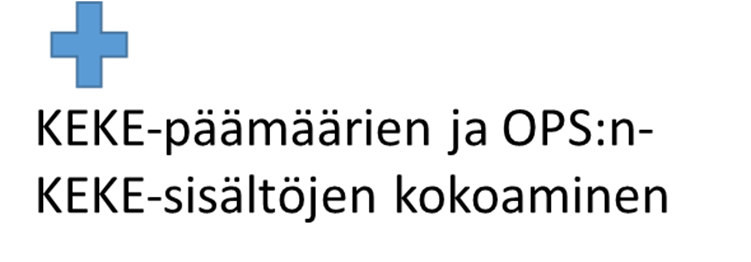 KEKE-päämäärien ja OPS:n-
KEKE-sisältöjen kokoaminen